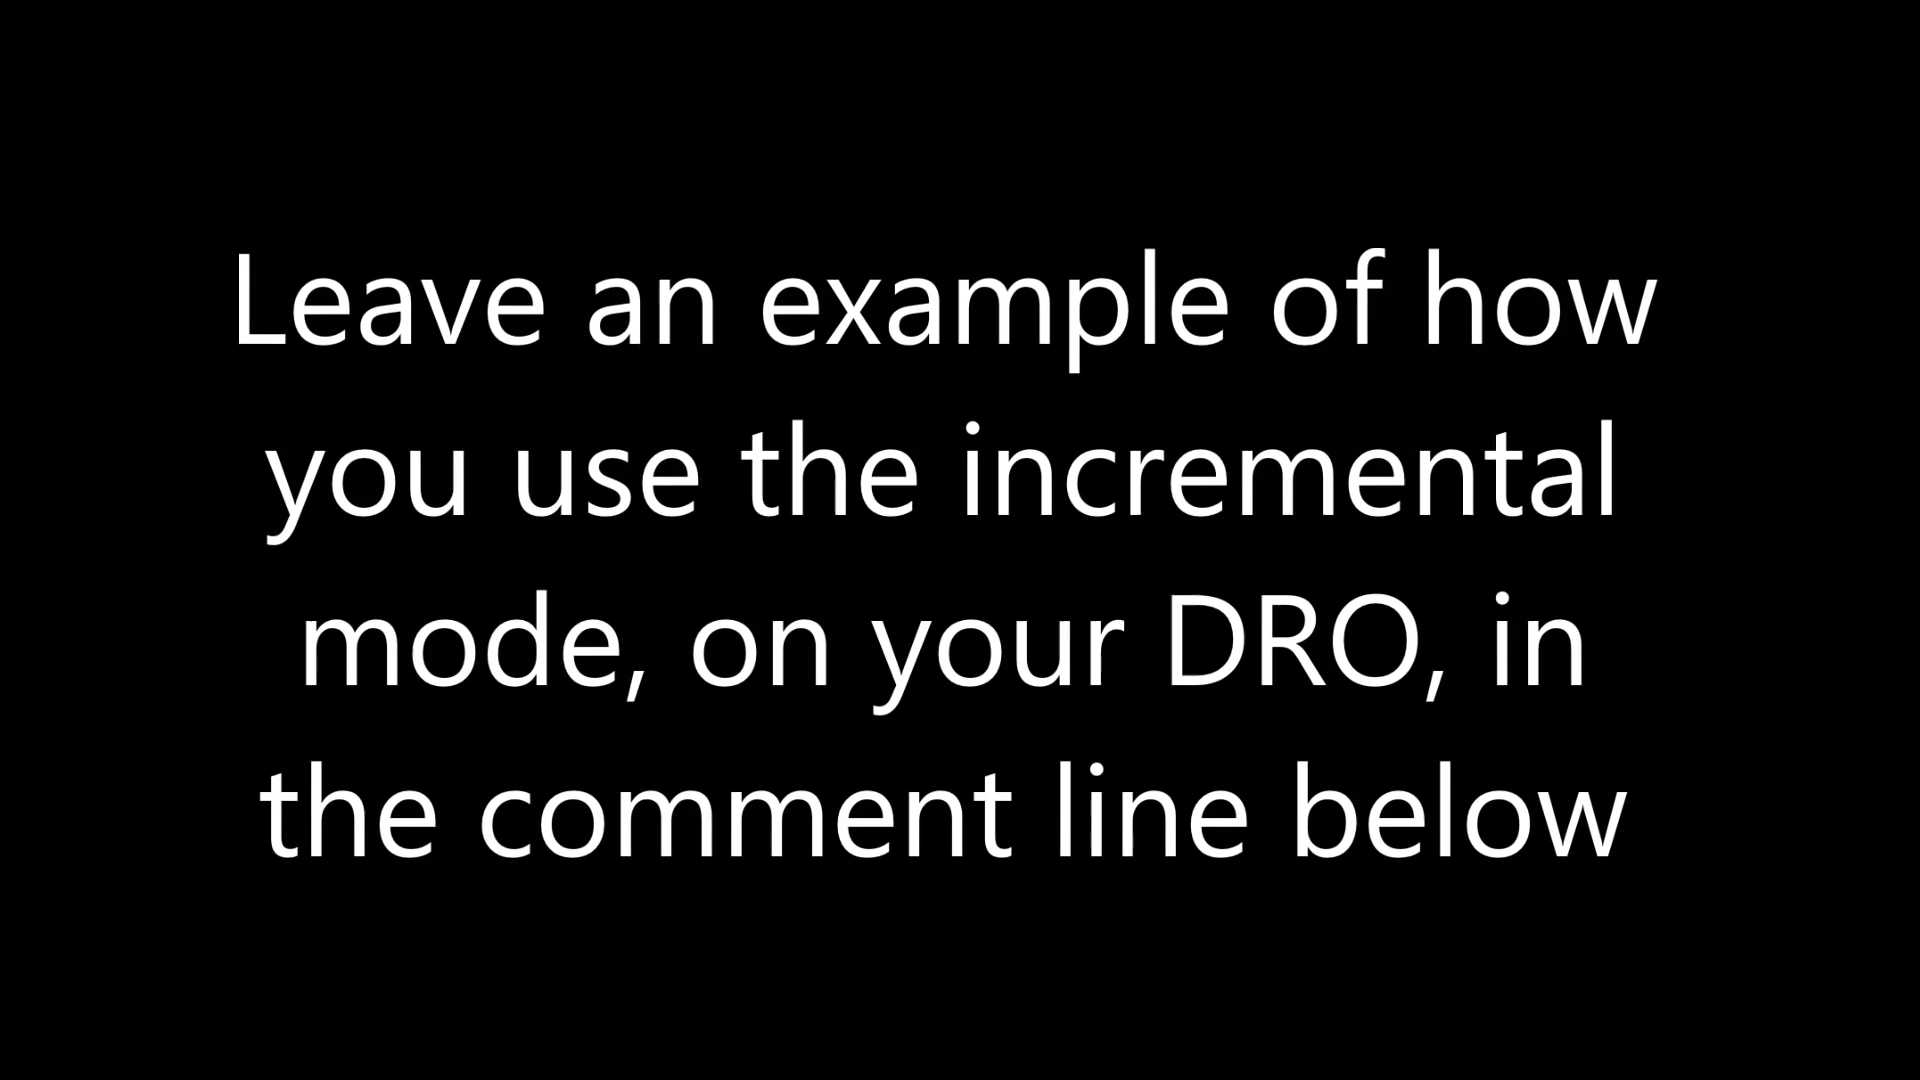 Leave an example of how
you use the incremental
mode, on your DRO, in
the comment line below